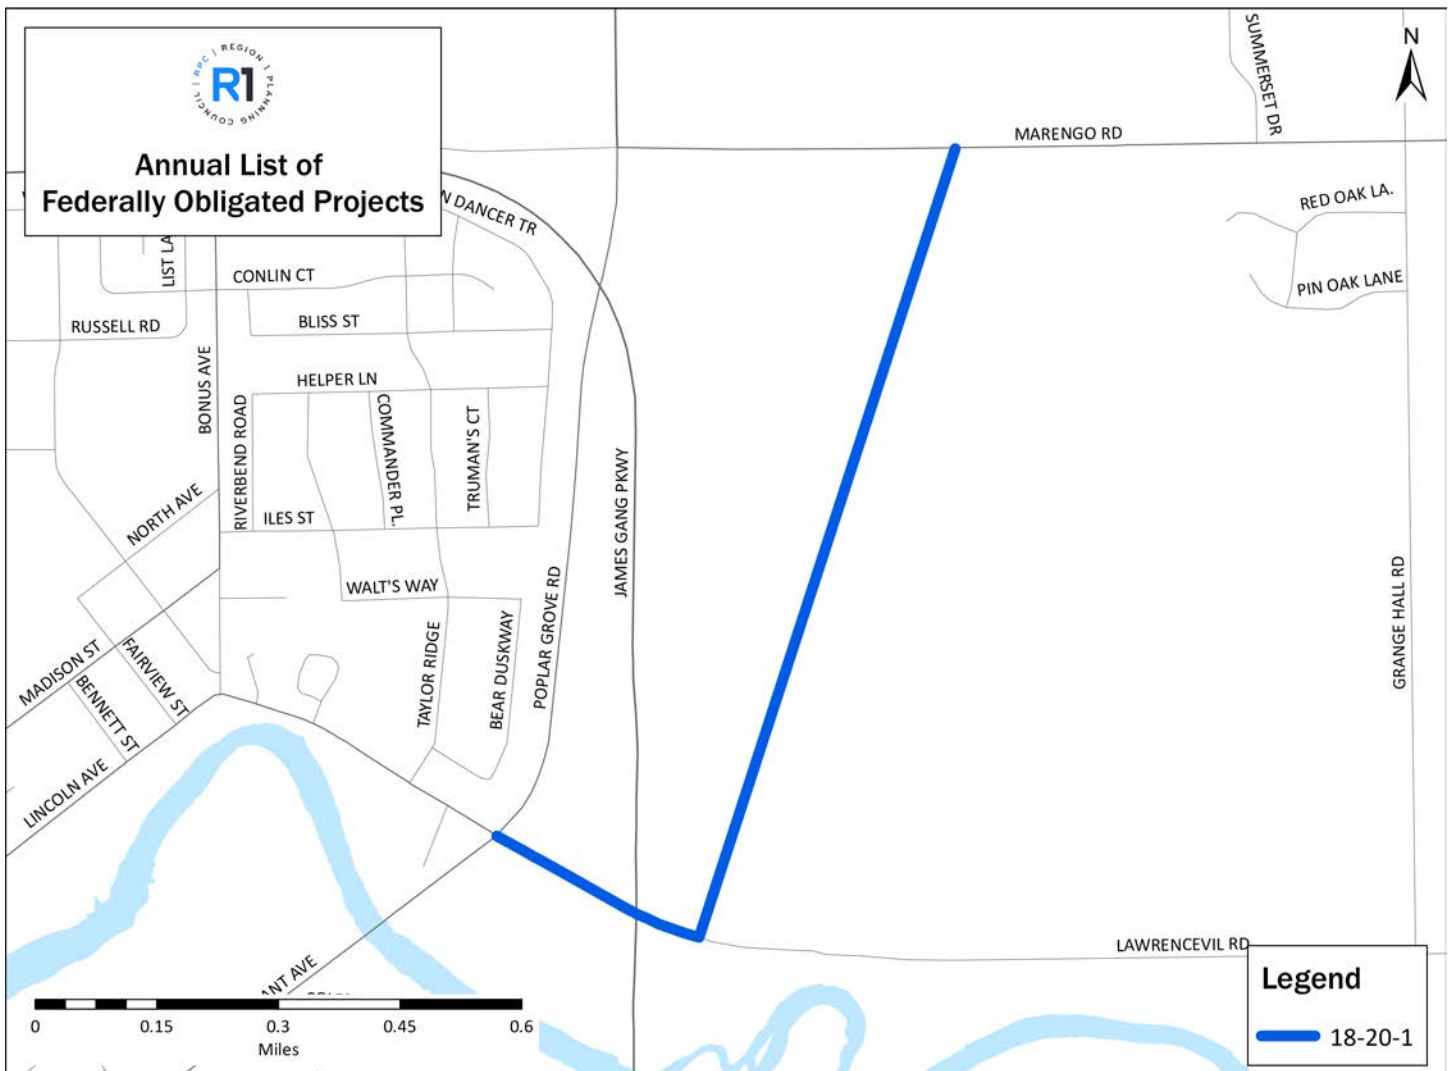 RPC | REGION 1 PLANNING COUNCIL |
R1
Annual List of
Federally Obligated Projects
N
SUMMERSET DR
MARENGO RD
RED OAK LA.
PIN OAK LANE
N DANCER TR
LIST LA
CONLIN CT
RUSSELL RD
BLISS ST
BONUS AVE
HELPER LN
RIVERBEND ROAD
COMMANDER PL.
TRUMAN'S CT
NORTH AVE
ILES ST
JAMES GANG PKWY
WALT'S WAY
POPLAR GROVE RD
GRANGE HALL RD
TAYLOR RIDGE
BEAR DUSKWAY
MADISON ST
FAIRVIEW ST
BENNETT ST
LINCOLN AVE
LAWRENCEVIL RD
ANT AVE
0 0.15 0.3 0.45 0.6
Miles
Legend
18-20-1